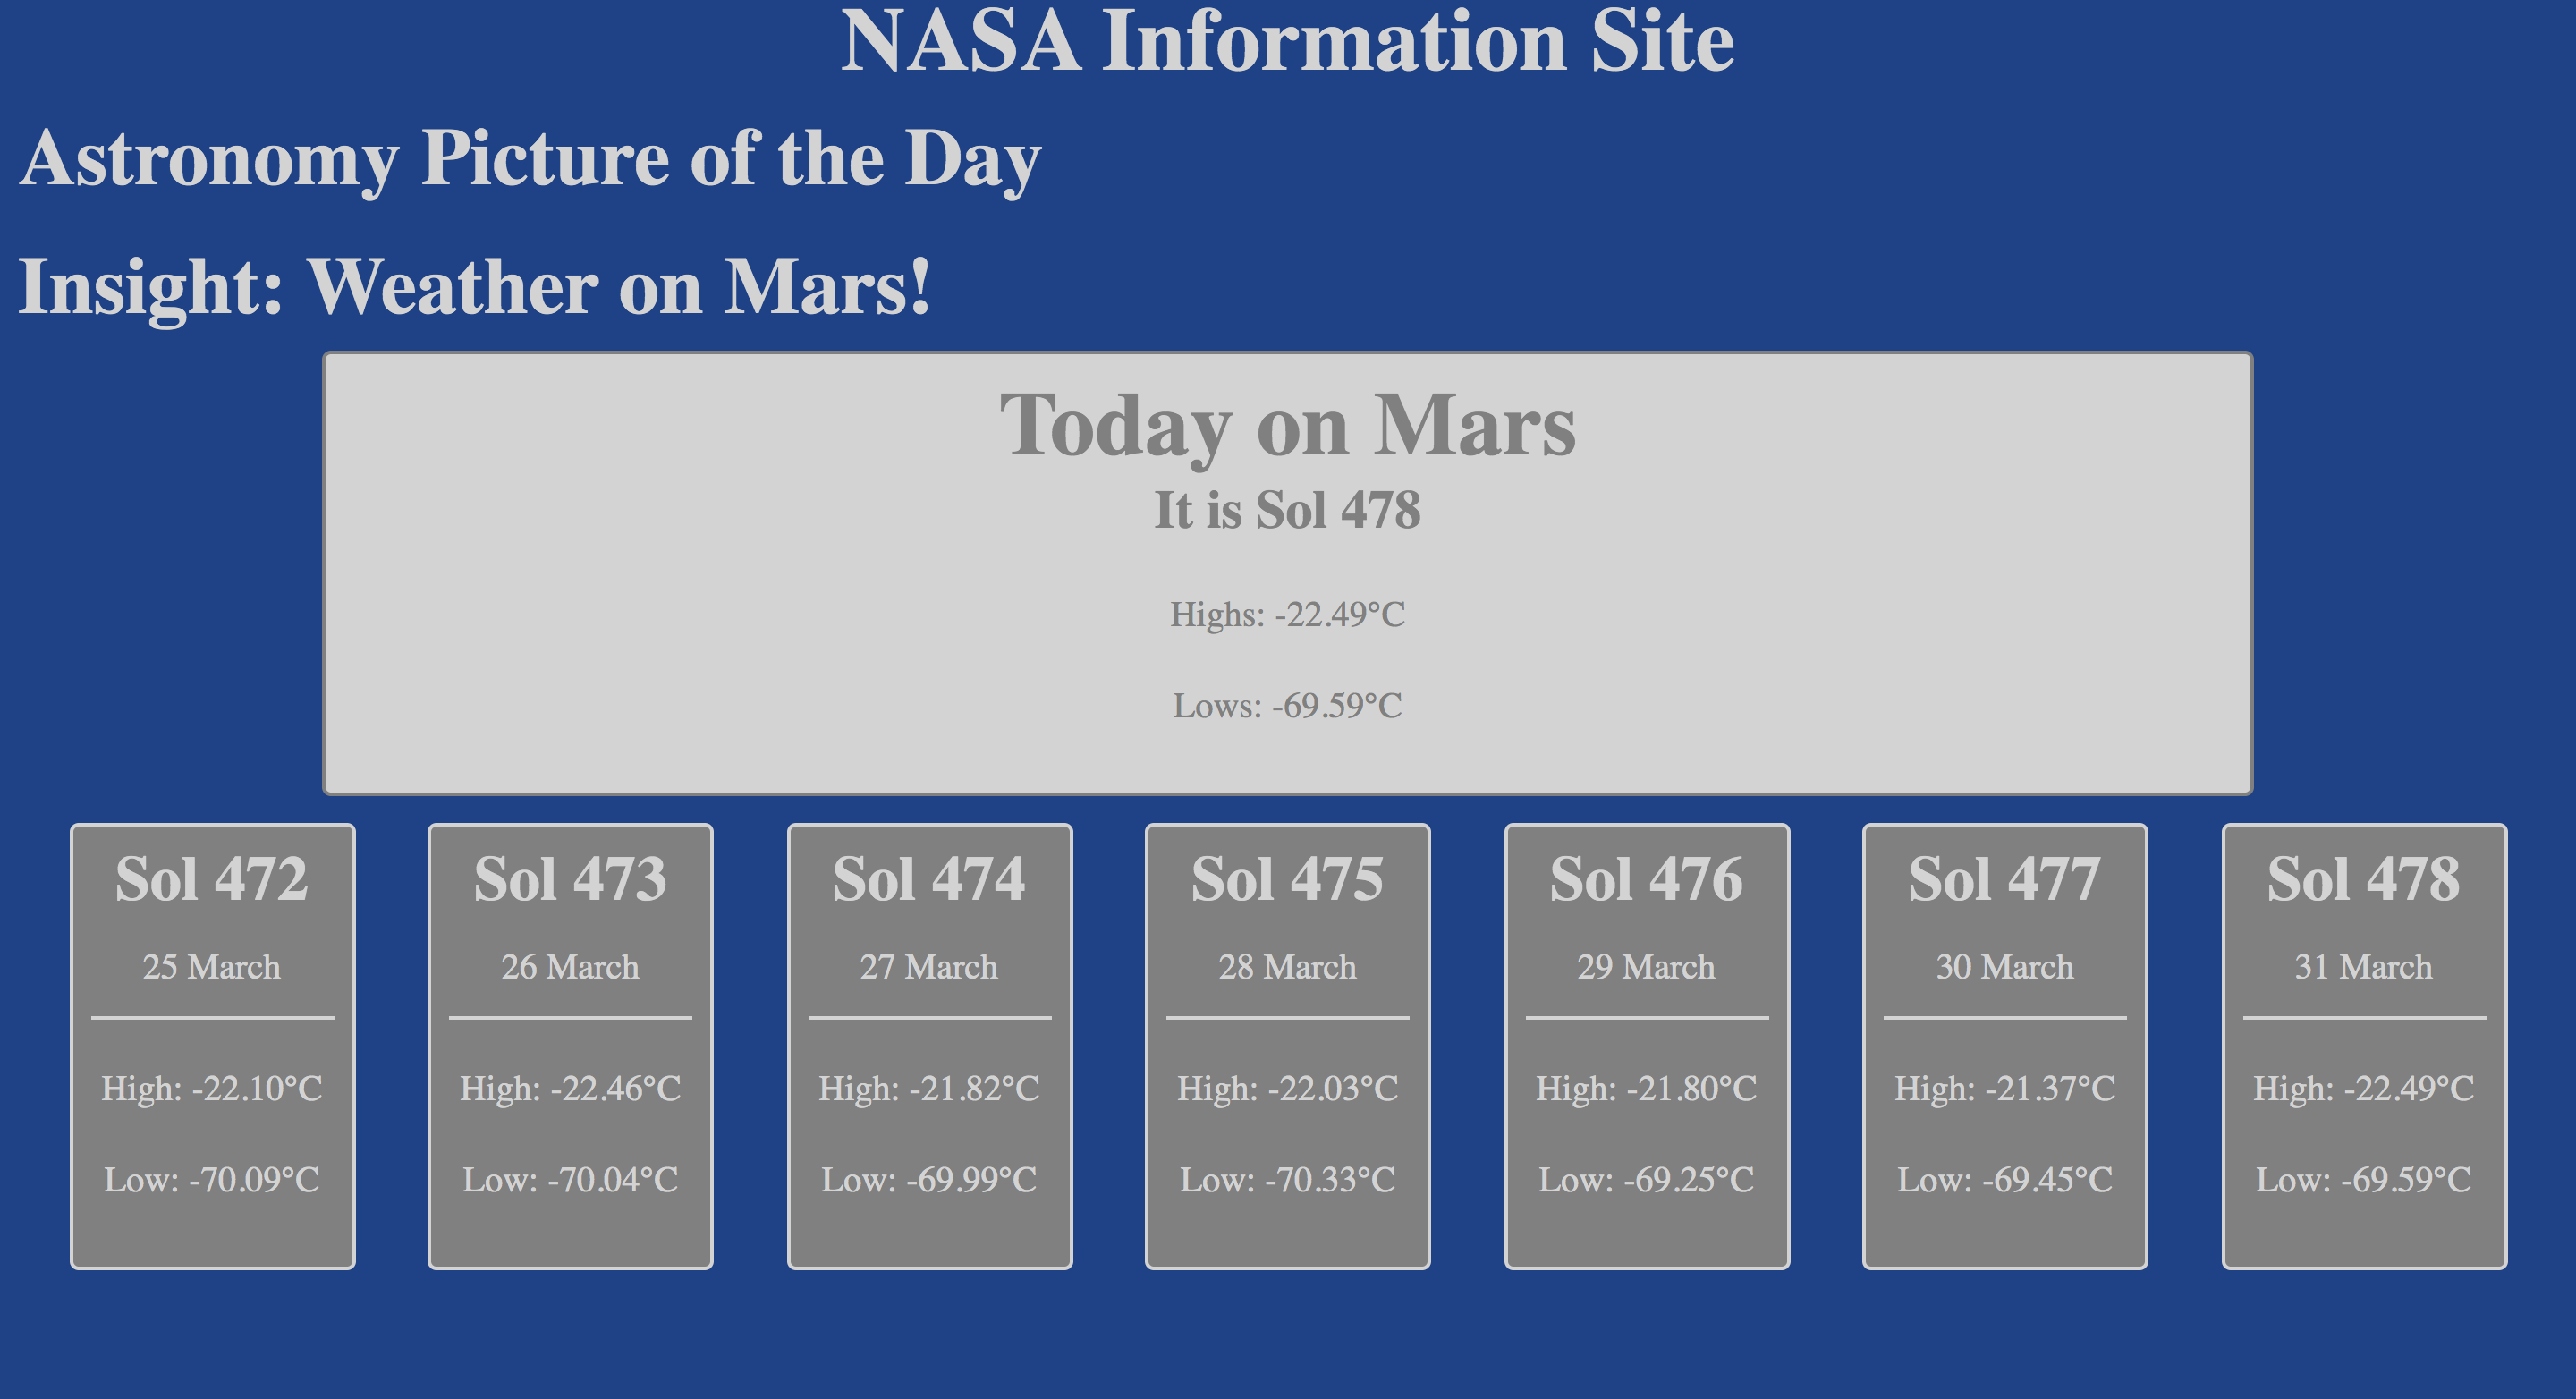 NASA Information Site
Astronomy Picture of the Day
Insight: Weather on Mars!
Today on Mars
It is Sol 478
Highs: -22.49°C
Lows: -69.59°C
Sol 472
25 March
High: -22.10°C
Low: -70.09°C
Sol 473
26 March
High: -22.46°C
Low: -70.04°C
Sol 474
27 March
High: -21.82°C
Low: -69.99°C
Sol 475
28 March
High: -22.03°C
Low: -70.33°C
Sol 476
29 March
High: -21.80°C
Low: -69.25°C
Sol 477
30 March
High: -21.37°C
Low: -69.45°C
Sol 478
31 March
High: -22.49°C
Low: -69.59°C